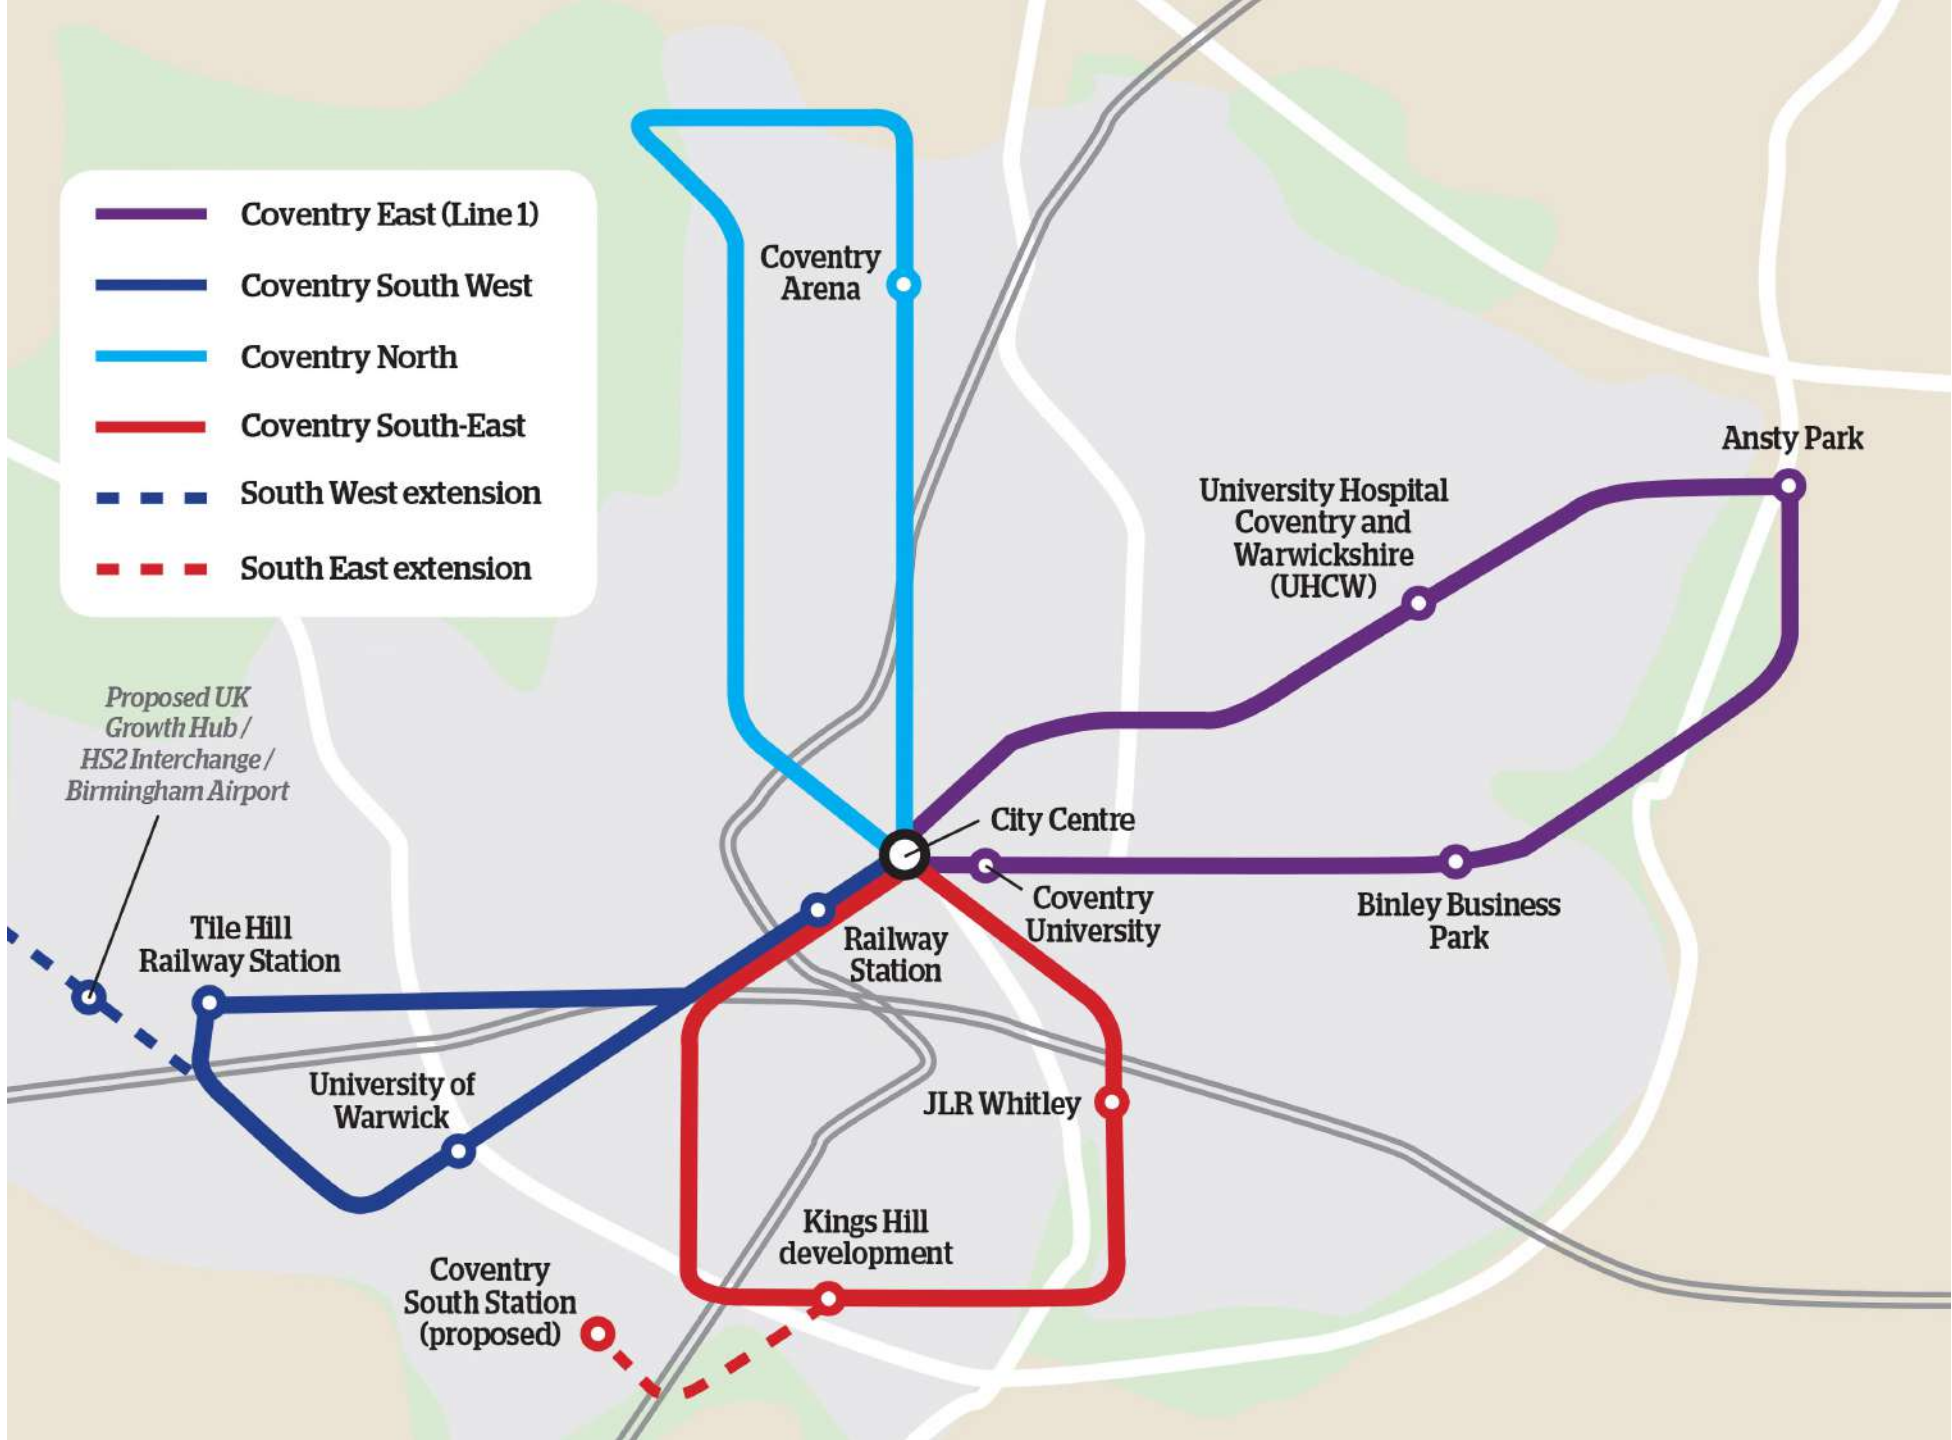 Coventry East (Line 1)
Coventry South West
Coventry North
Coventry South-East
South West extension
South East extension
Coventry
Arena
Ansty Park
University Hospital
Coventry and
Warwickshire
(UHCW)
Proposed UK
Growth Hub /
HS2 Interchange /
Birmingham Airport
City Centre
Coventry
University
Binley Business
Park
Tile Hill
Railway Station
Railway
Station
University of
Warwick
JLR Whitley
Kings Hill
development
Coventry
South Station
(proposed)